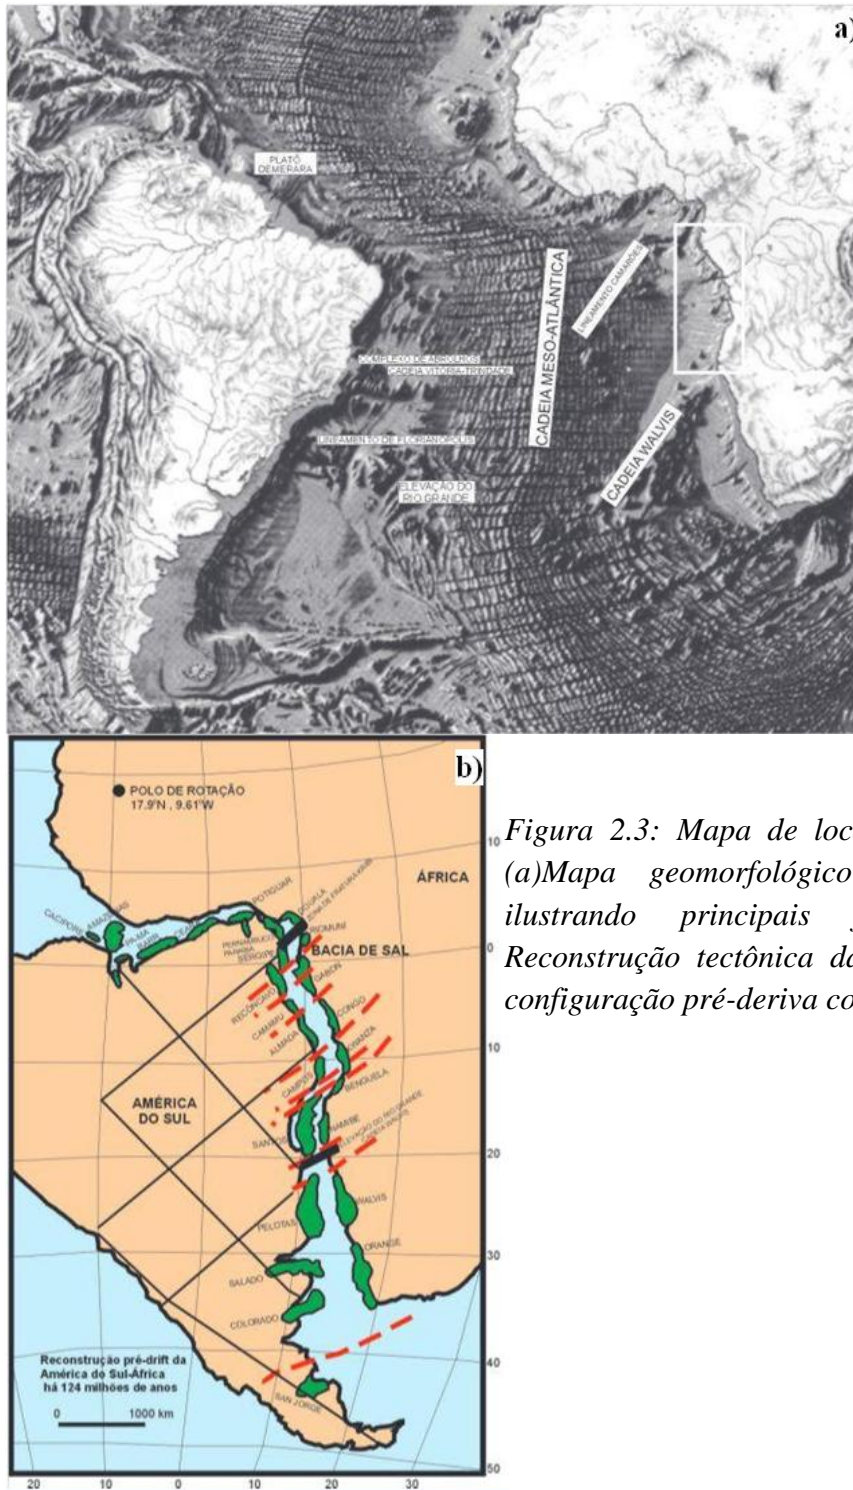 a)
PLATÔ
DEMERARA
CADEIA MESO-ATLÂNTICA
LINEAMENTO CAMARÕES
COMPLEXO DE ABROLHOS
CADEIA VITÓRIA-TRINDADE
LINEAMENTO DE FLORIANÓPOLIS
ELEVAÇÃO DO
RIO GRANDE
CADEIA WALVIS
b)
POLO DE ROTAÇÃO
17.9°N , 9.61°W
ÁFRICA
CACIPORÉ
AMAZONAS
PA-MA
BARR
CEARÁ
POTIGUAR
DOUALA
RIO MUNI
PERNAMBUCO
PARAÍBA
SERGIPE
BACIA DE SAL
GABON
RECÔNCAVO
CAMAMU
ALMADA
CONGO
KWANZA
CAMPOS
BENGUELA
AMÉRICA
DO SUL
SANTOS
NAMIBE
ELEVAÇÃO DO RIO GRANDE
CADEIA WALVIS
PELOTAS
WALVIS
ORANGE
SALADO
COLORADO
SAN JORGE
Reconstrução pré-drift da
América do Sul-África
há 124 milhões de anos
0 1000 km
10
0
10
20
30
40
50
20 10 0 10 20 30
Figura 2.3: Mapa de loc
(a)Mapa geomorfológico
ilustrando principais
Reconstrução tectônica da
configuração pré-deriva co